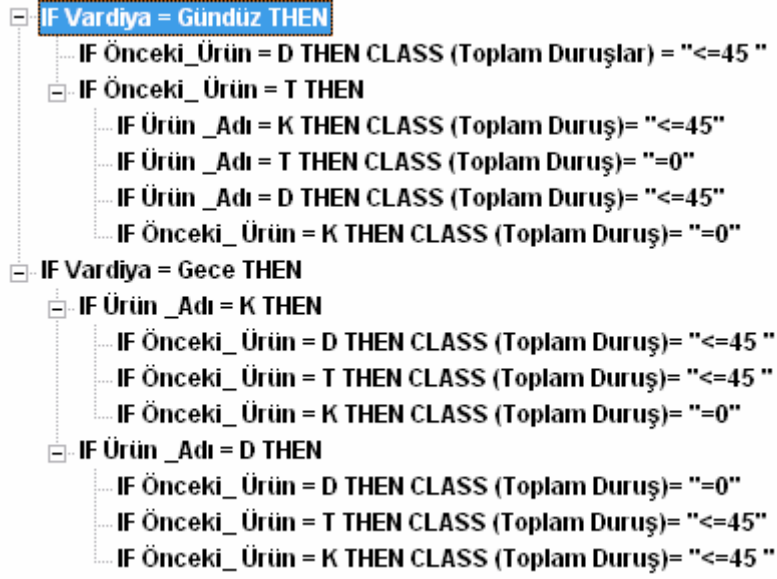 IF Vardiya = Gündüz THEN
IF Önceki_Ürün = D THEN CLASS (Toplam Duruşlar) = "<=45 "
IF Önceki_ Ürün = T THEN
IF Ürün _Adı = K THEN CLASS (Toplam Duruş)= "<=45"
IF Ürün _Adı = T THEN CLASS (Toplam Duruş)= "=0"
IF Ürün _Adı = D THEN CLASS (Toplam Duruş)= "<=45"
IF Önceki_ Ürün = K THEN CLASS (Toplam Duruş)= "=0"
IF Vardiya = Gece THEN
IF Ürün _Adı = K THEN
IF Önceki_ Ürün = D THEN CLASS (Toplam Duruş)= "<=45 "
IF Önceki_ Ürün = T THEN CLASS (Toplam Duruş)= "<=45 "
IF Önceki_ Ürün = K THEN CLASS (Toplam Duruş)= "=0"
IF Ürün _Adı = D THEN
IF Önceki_ Ürün = D THEN CLASS (Toplam Duruş)= "=0"
IF Önceki_ Ürün = T THEN CLASS (Toplam Duruş)= "<=45"
IF Önceki_ Ürün = K THEN CLASS (Toplam Duruş)= "<=45 "